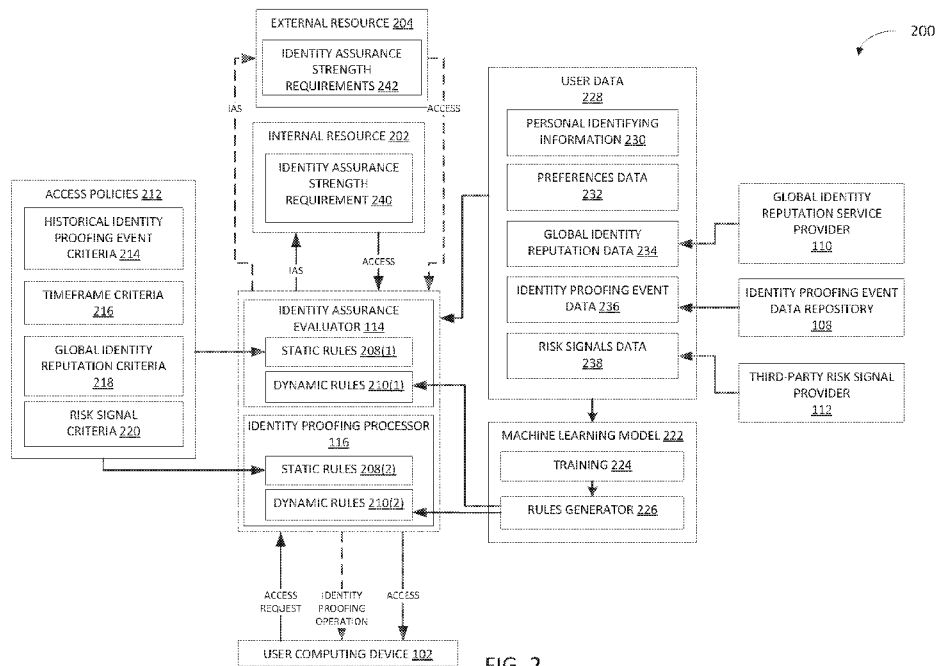 200
EXTERNAL RESOURCE 204
IDENTITY ASSURANCE
STRENGTH
REQUIREMENTS 242
IAS
ACCESS
INTERNAL RESOURCE 202
IDENTITY ASSURANCE
STRENGTH
REQUIREMENT
240
IAS
ACCESS
ACCESS POLICIES 212
HISTORICAL IDENTITY
PROOFING EVENT
CRITERIA 214
TIMEFRAME CRITERIA
216
GLOBAL IDENTITY
REPUTATION CRITERIA
218
RISK SIGNAL
CRITERIA 220
IDENTITY ASSURANCE
EVALUATOR 114
STATIC RULES 208(1)
DYNAMIC RULES 210(1)
IDENTITY PROOFING PROCESSOR
116
STATIC RULES 208(2)
DYNAMIC RULES 210(2)
USER DATA
228
PERSONAL IDENTIFYING
INFORMATION 230
PREFERENCES DATA
232
GLOBAL IDENTITY
REPUTATION DATA 234
IDENTITY PROOFING EVENT
DATA 236
RISK SIGNALS DATA
238
GLOBAL IDENTITY
REPUTATION SERVICE
PROVIDER
110
IDENTITY PROOFING EVENT
DATA REPOSITORY
108
THIRD-PARTY RISK SIGNAL
PROVIDER
112
MACHINE LEARNING MODEL 222
TRAINING 224
RULES GENERATOR 226
ACCESS
REQUEST
IDENTITY
PROOFING
OPERATION
ACCESS
USER COMPUTING DEVICE 102
FIG. 2